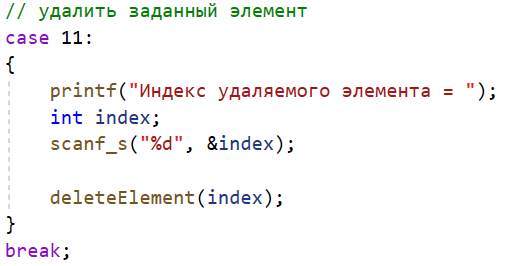 // удалить заданный элемент
case 11:
{
    printf("Индекс удаляемого элемента = ");
    int index;
    scanf_s("%d", &index);

    deleteElement(index);
}
break;